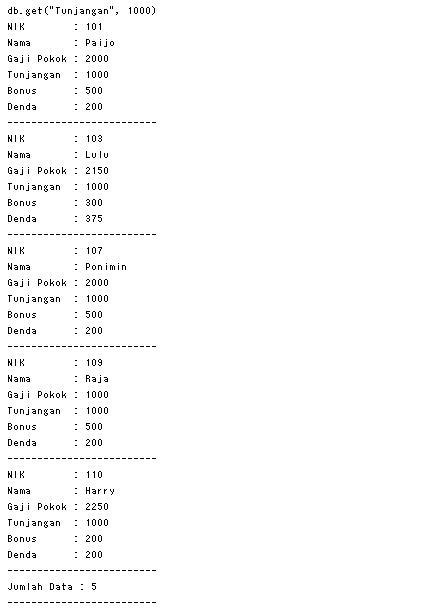 db.get("Tunjangan", 1000)
NIK : 101
Nama : Paijo
Gaji Pokok : 2000
Tunjangan : 1000
Bonus : 500
Denda : 200
-------------------------
NIK : 103
Nama : Lulu
Gaji Pokok : 2150
Tunjangan : 1000
Bonus : 300
Denda : 375
-------------------------
NIK : 107
Nama : Ponimin
Gaji Pokok : 2000
Tunjangan : 1000
Bonus : 500
Denda : 200
-------------------------
NIK : 109
Nama : Raja
Gaji Pokok : 1000
Tunjangan : 1000
Bonus : 500
Denda : 200
-------------------------
NIK : 110
Nama : Harry
Gaji Pokok : 2250
Tunjangan : 1000
Bonus : 200
Denda : 200
-------------------------
Jumlah Data : 5
-------------------------